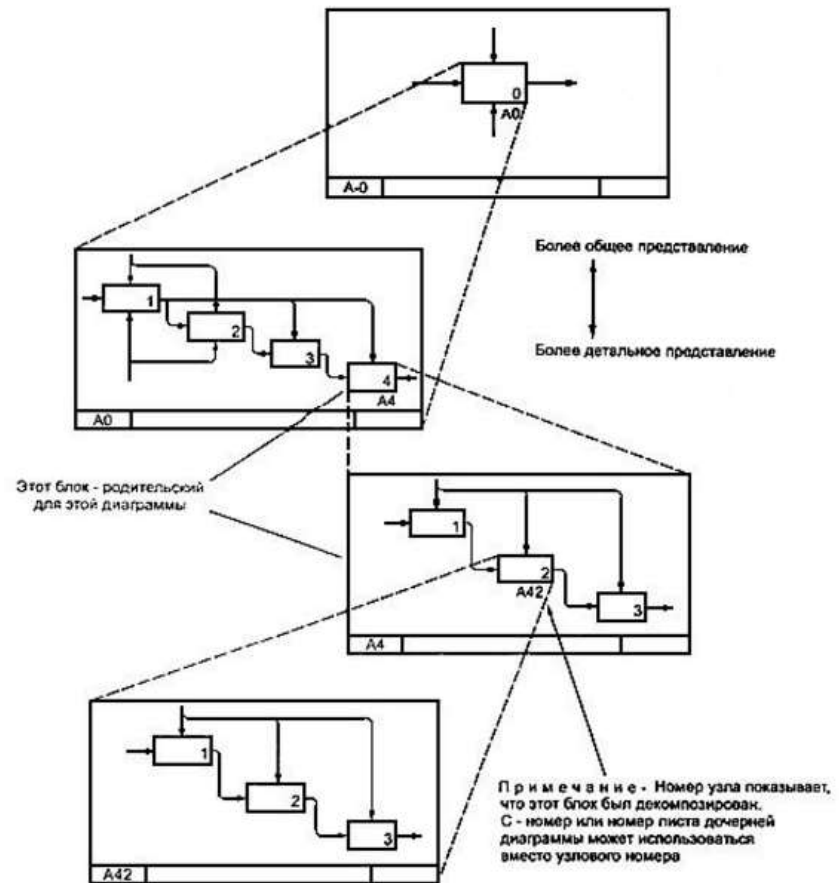 0
A0
A-0
Более общее представление
Более детальное представление
1
2
3
4
A4
A0
Этот блок - родительский
для этой диаграммы
1
2
A42
3
A4
1
2
3
A42
Примечание - Номер узла показывает,
что этот блок был декомпозирован.
С - номер или номер листа дочерней
диаграммы может использоваться
вместо узлового номера